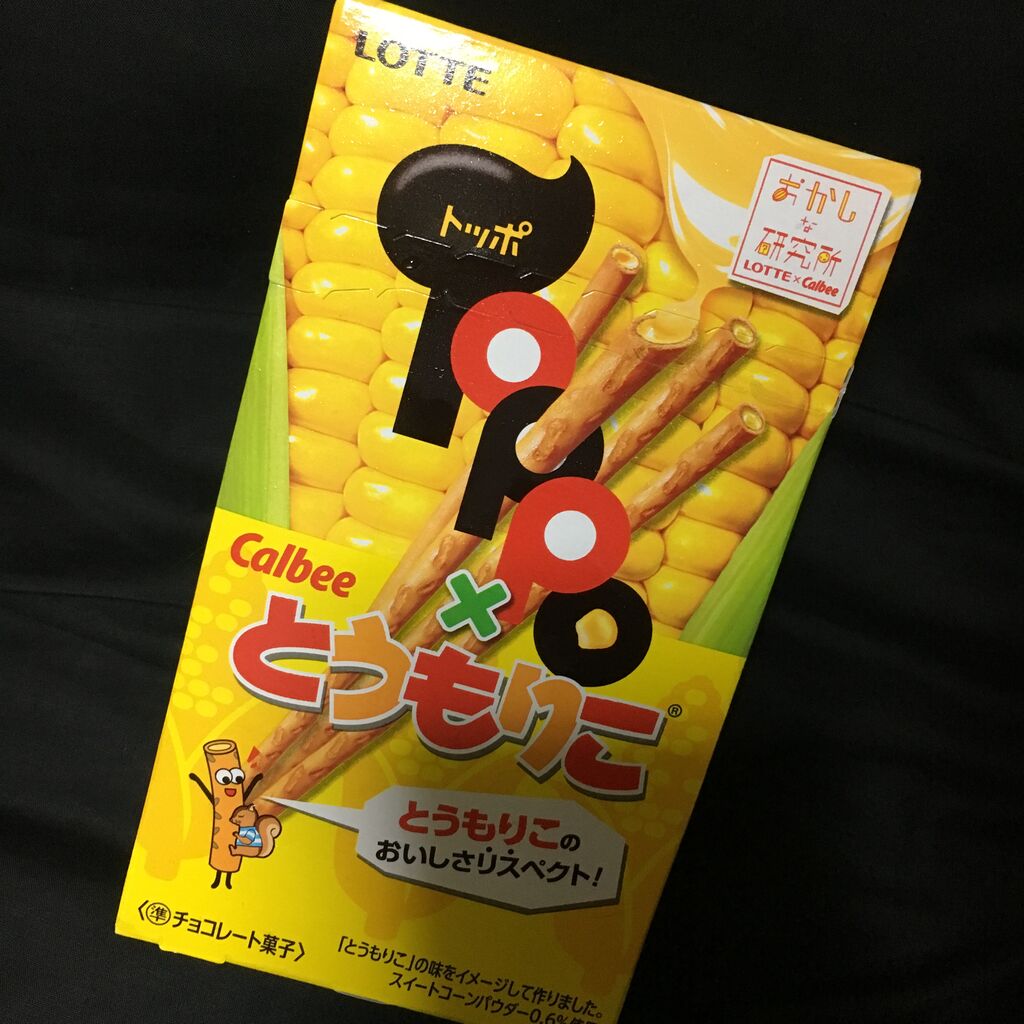 LOTTE
トッポ
TOPPO
おかし
な
研究所
LOTTE×Calbee
Calbee
×
とうもりこ®
とうもりこの
おいしさリスペクト!
〈準チョコレート菓子〉
「とうもりこ」の味をイメージして作りました。
スイートコーンパウダー0.6%